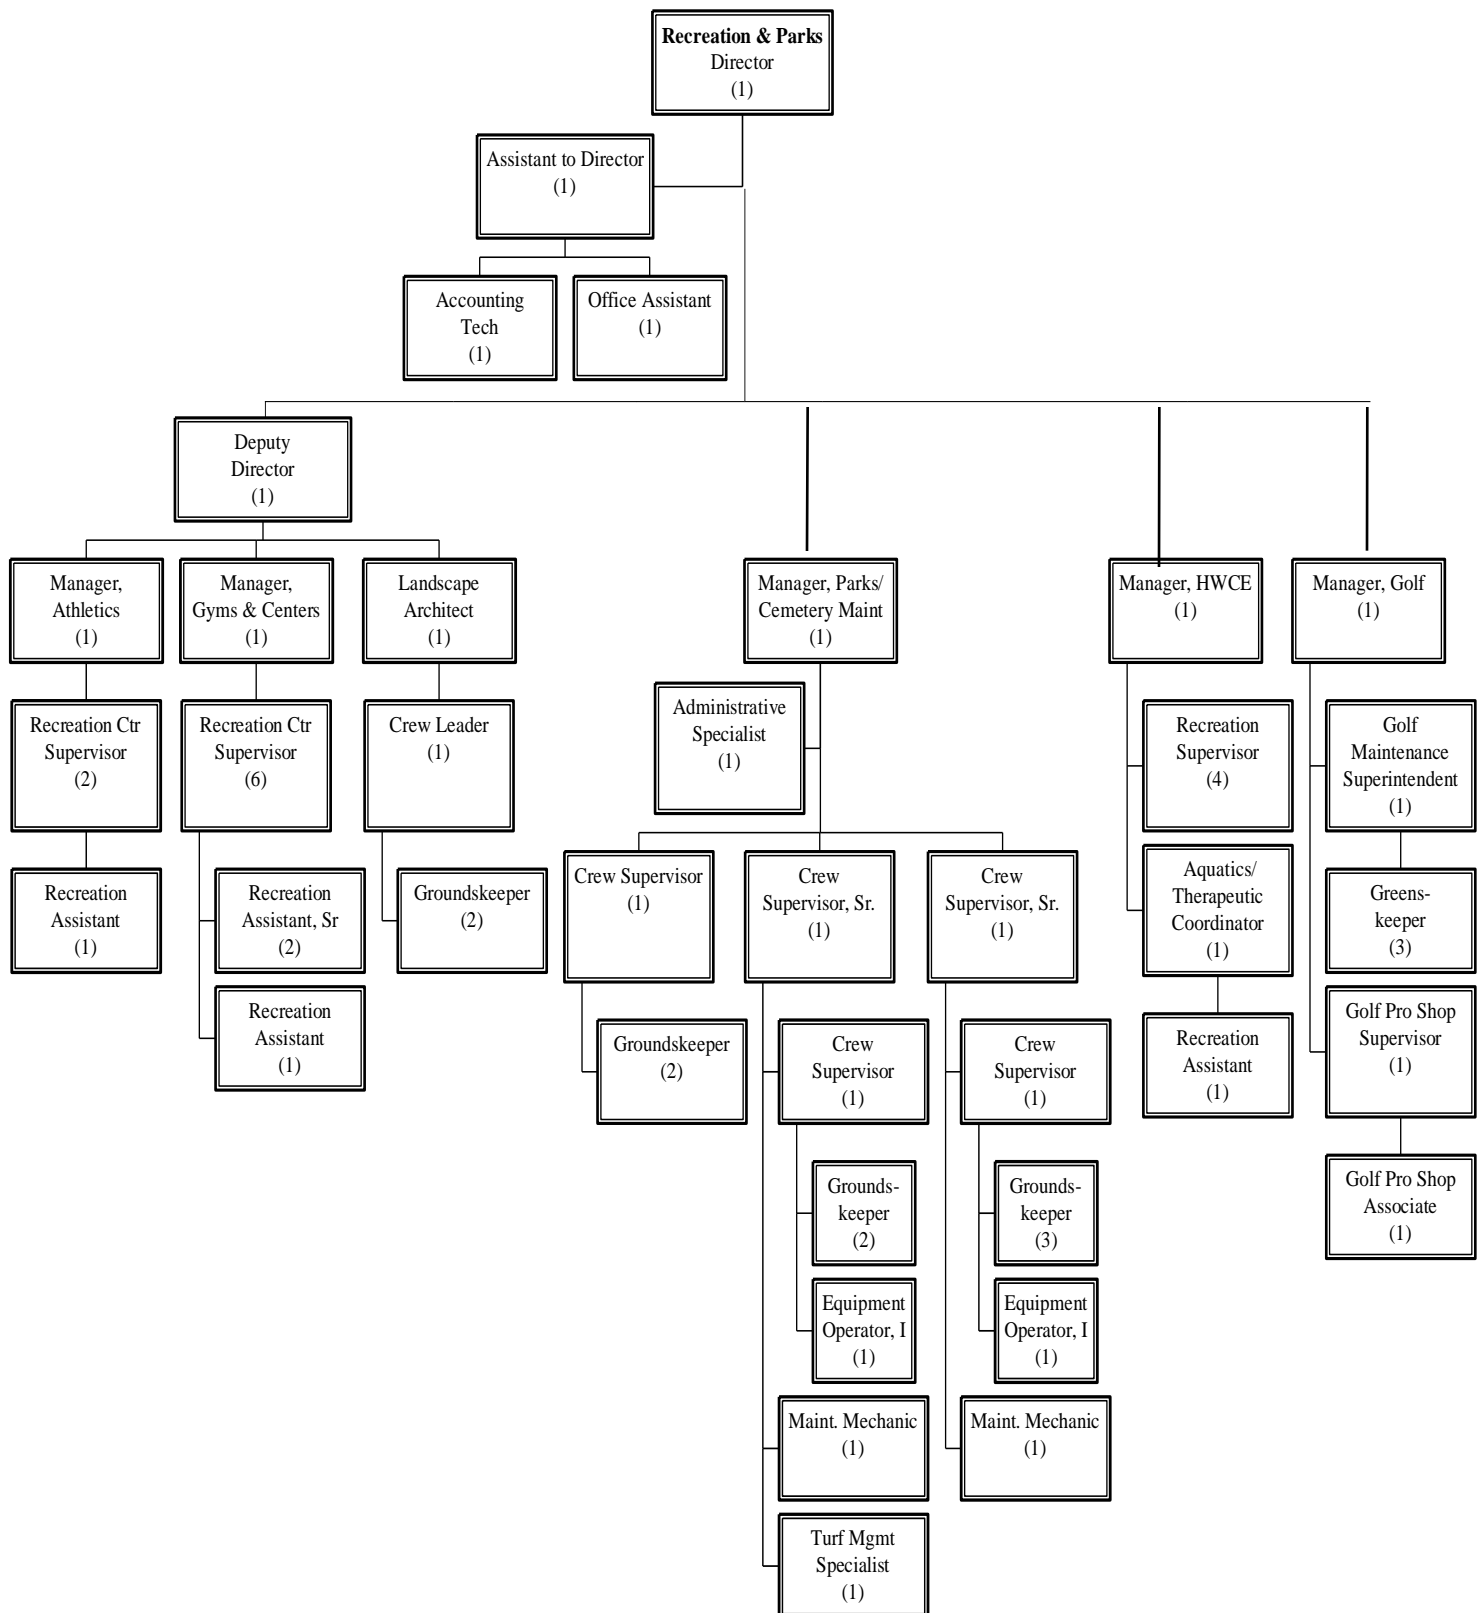 Recreation & Parks
Director
(1)
Assistant to Director
(1)
Accounting
Tech
(1)
Office Assistant
(1)
Deputy
Director
(1)
Manager,
Athletics
(1)
Manager,
Gyms & Centers
(1)
Landscape
Architect
(1)
Manager, Parks/
Cemetery Maint
(1)
Manager, HWCE
(1)
Manager, Golf
(1)
Recreation Ctr
Supervisor
(2)
Recreation Ctr
Supervisor
(6)
Crew Leader
(1)
Administrative
Specialist
(1)
Recreation
Supervisor
(4)
Golf
Maintenance
Superintendent
(1)
Recreation
Assistant
(1)
Recreation
Assistant, Sr
(2)
Groundskeeper
(2)
Crew Supervisor
(1)
Crew
Supervisor, Sr.
(1)
Crew
Supervisor, Sr.
(1)
Aquatics/
Therapeutic
Coordinator
(1)
Greens-
keeper
(3)
Recreation
Assistant
(1)
Groundskeeper
(2)
Crew
Supervisor
(1)
Crew
Supervisor
(1)
Recreation
Assistant
(1)
Golf Pro Shop
Supervisor
(1)
Grounds-
keeper
(2)
Grounds-
keeper
(3)
Golf Pro Shop
Associate
(1)
Equipment
Operator, I
(1)
Equipment
Operator, I
(1)
Maint. Mechanic
(1)
Maint. Mechanic
(1)
Turf Mgmt
Specialist
(1)